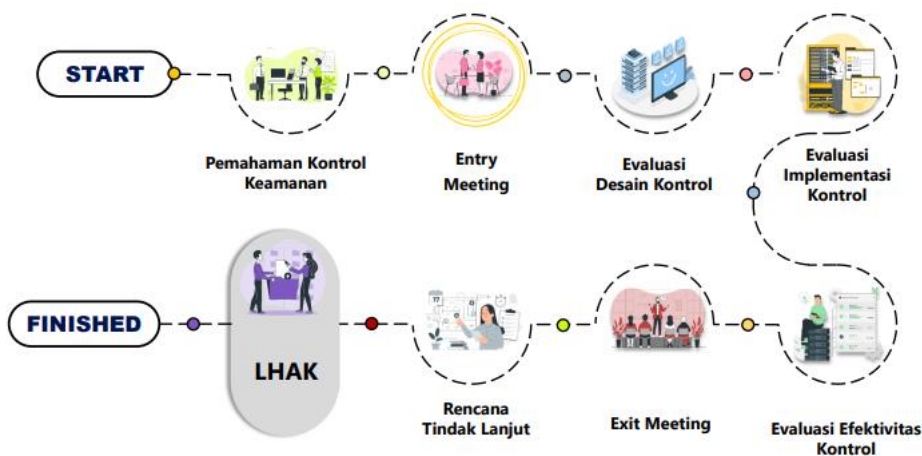 START
Pemahaman Kontrol
Keamanan
Entry
Meeting
Evaluasi
Desain Kontrol
Evaluasi
Implementasi
Kontrol
FINISHED
LHAK
Rencana
Tindak Lanjut
Exit Meeting
Evaluasi Efektivitas
Kontrol